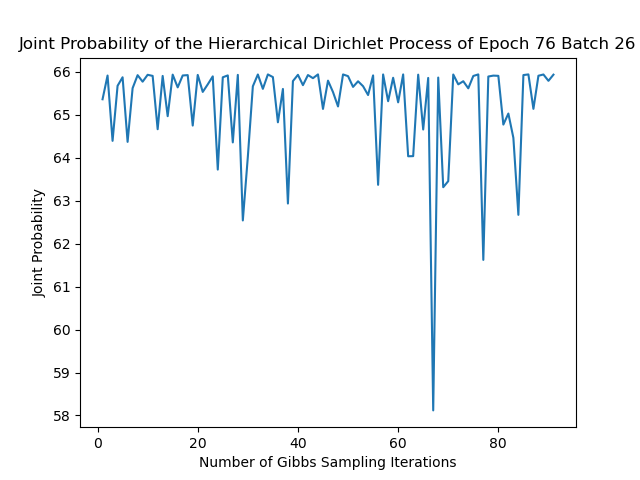 Joint Probability of the Hierarchical Dirichlet Process of Epoch 76 Batch 26
66
65
64
63
62
61
60
59
58
Joint Probability
0 20 40 60 80
Number of Gibbs Sampling Iterations